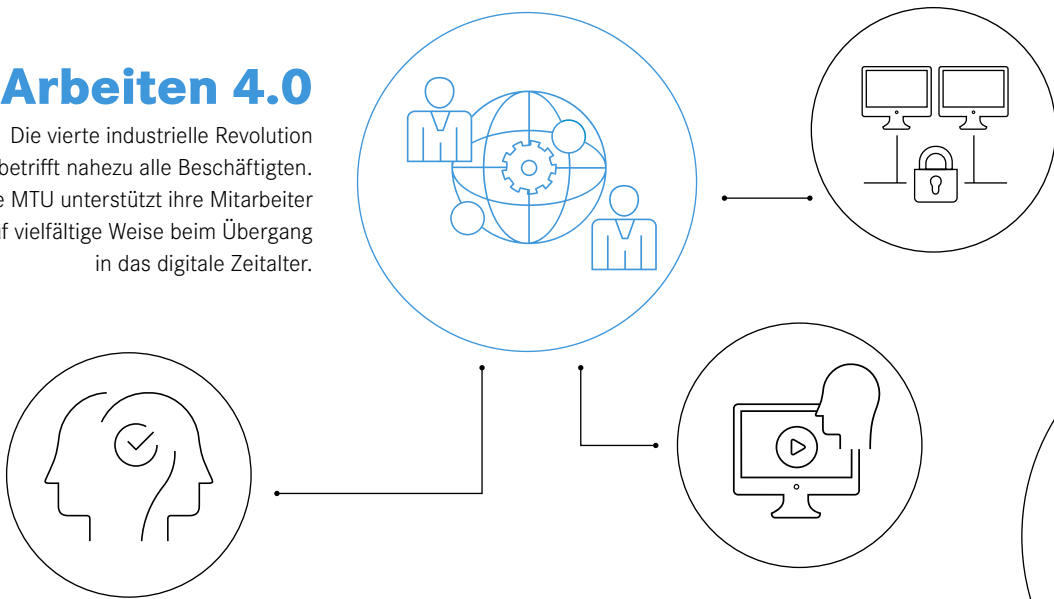 Arbeiten 4.0
Die vierte industrielle Revolution
betrifft nahezu alle Beschäftigten.
e MTU unterstützt ihre Mitarbeiter
f vielfältige Weise beim Übergang
in das digitale Zeitalter.